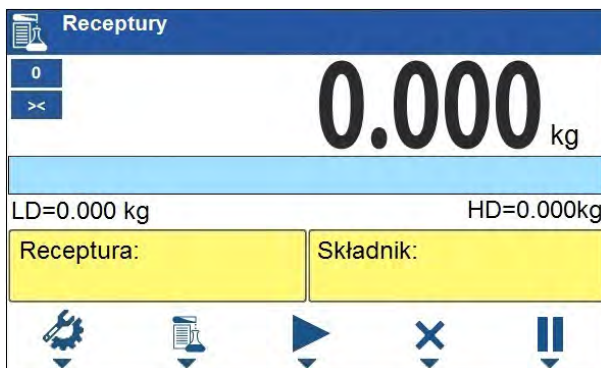 Receptury
0
><
0.000 kg
LD=0.000 kg
HD=0.000kg
Receptura:
Składnik: